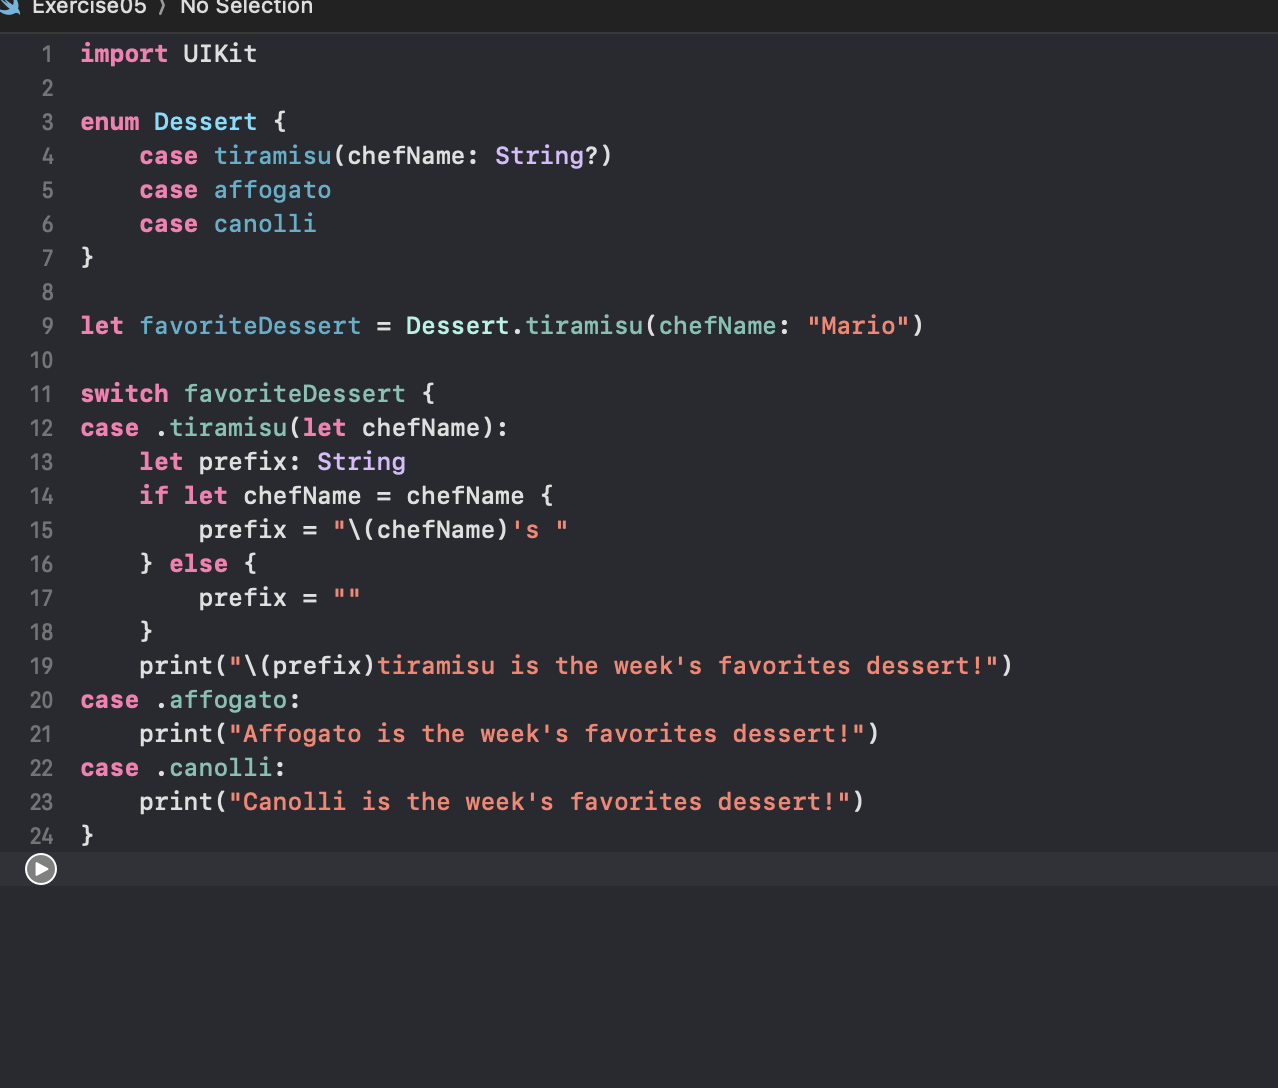 Exercise05 〉 No Selection
1 import UIKit
2
3 enum Dessert {
4     case tiramisu(chefName: String?)
5     case affogato
6     case canolli
7 }
8
9 let favoriteDessert = Dessert.tiramisu(chefName: "Mario")
10
11 switch favoriteDessert {
12 case .tiramisu(let chefName):
13     let prefix: String
14     if let chefName = chefName {
15         prefix = "\(chefName)'s "
16     } else {
17         prefix = ""
18     }
19     print("\(prefix)tiramisu is the week's favorites dessert!")
20 case .affogato:
21     print("Affogato is the week's favorites dessert!")
22 case .canolli:
23     print("Canolli is the week's favorites dessert!")
24 }